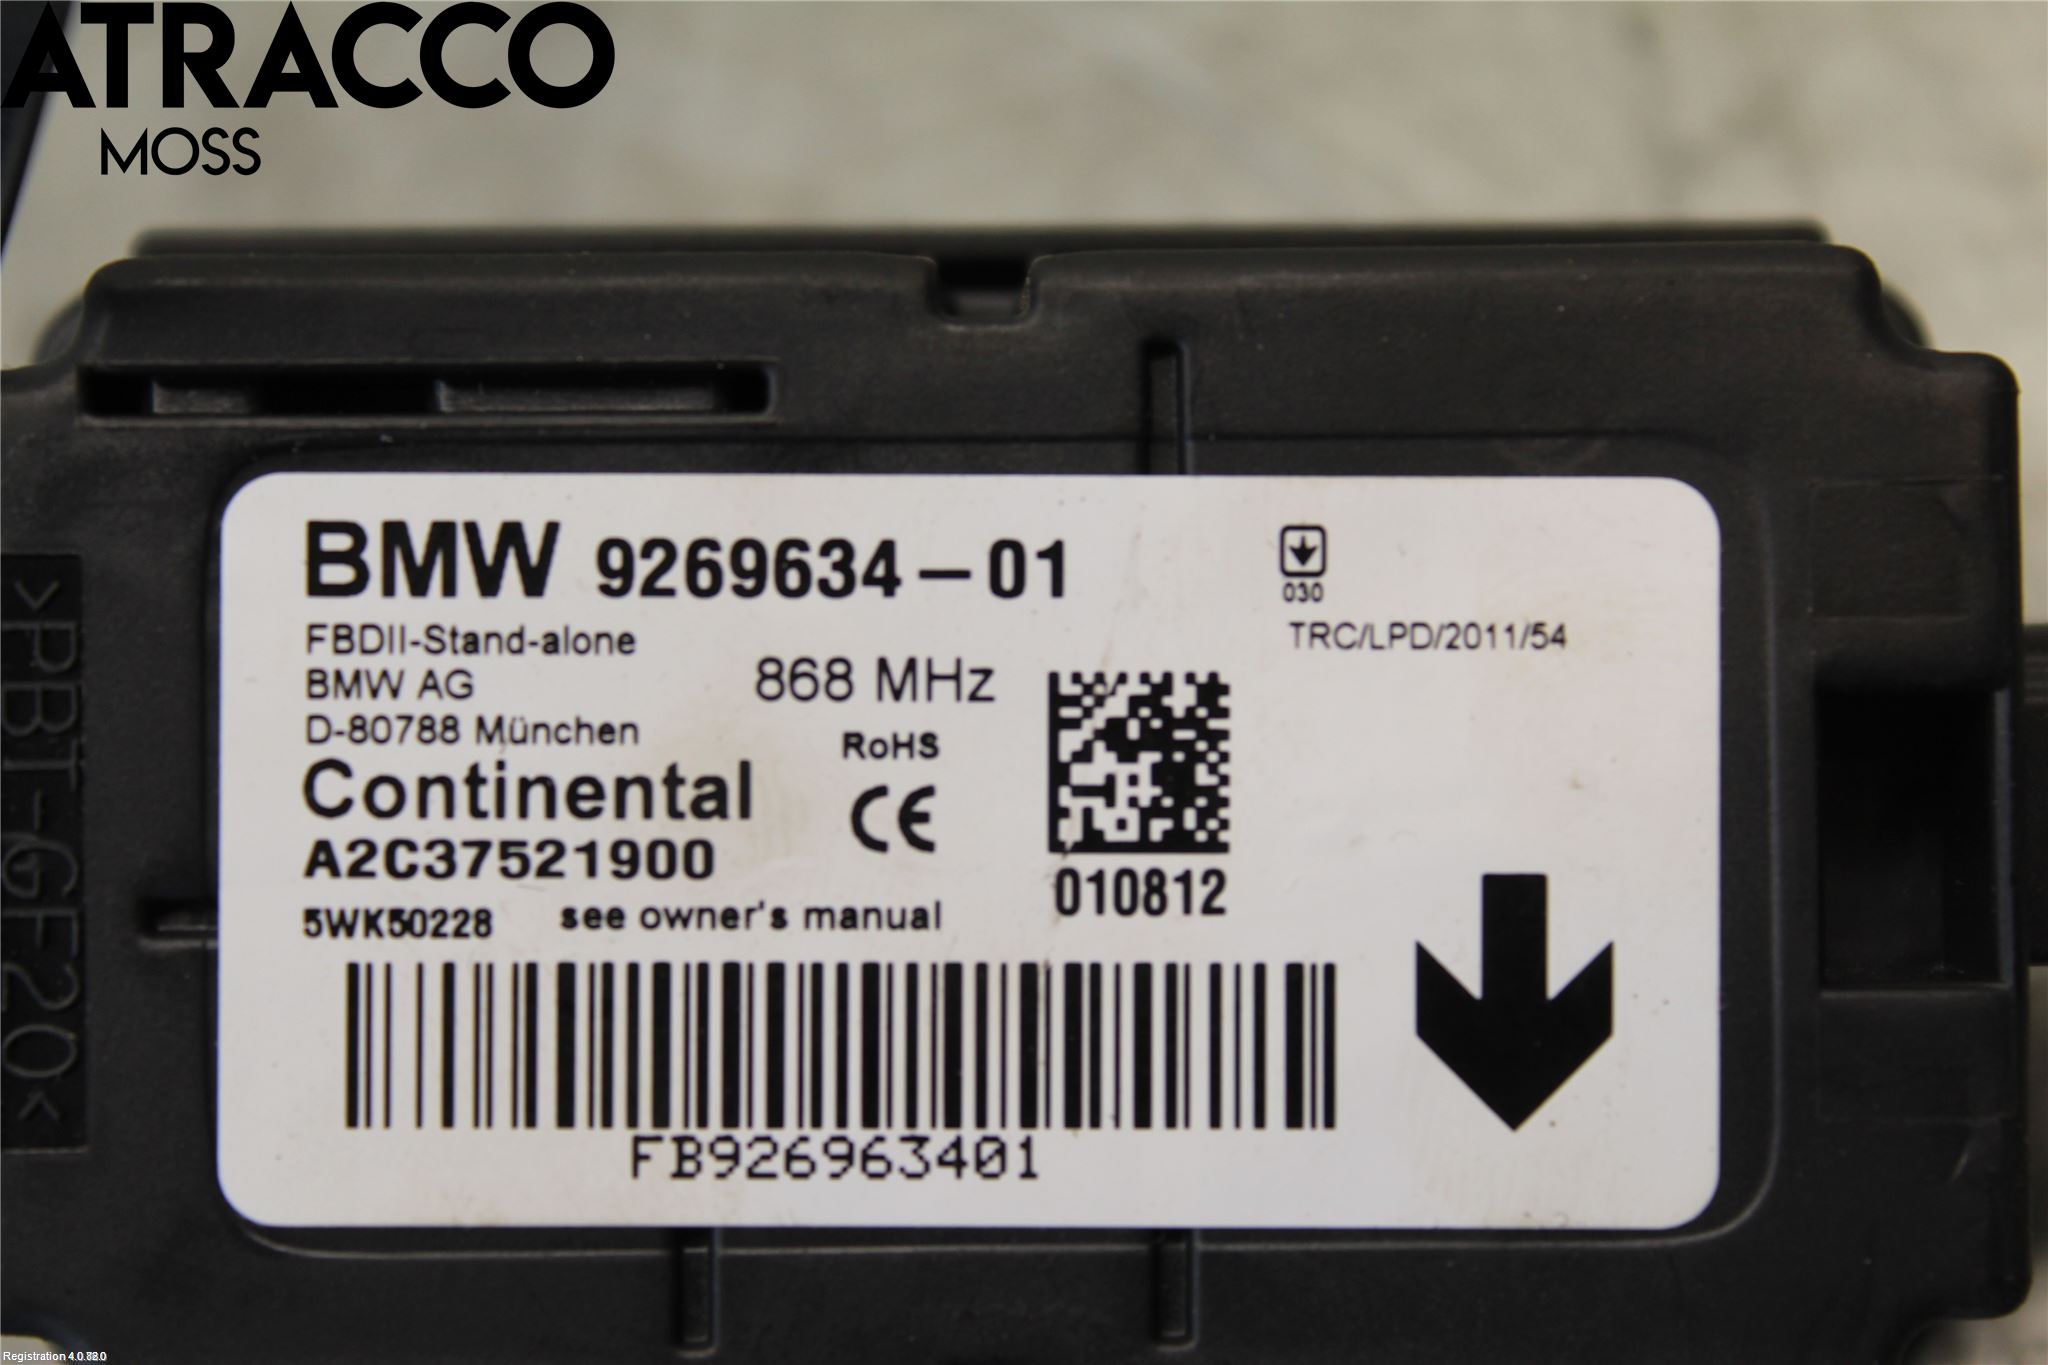 ATRACCO
MOSS
BMW 9269634-01
030
FBDII-Stand-alone
TRC/LPD/2011/54
BMW AG
868 MHz
D-80788 München
RoHS
Continental
CE
A2C37521900
010812
5WK50228 see owner's manual
FB926963401
>PBT-GF20<